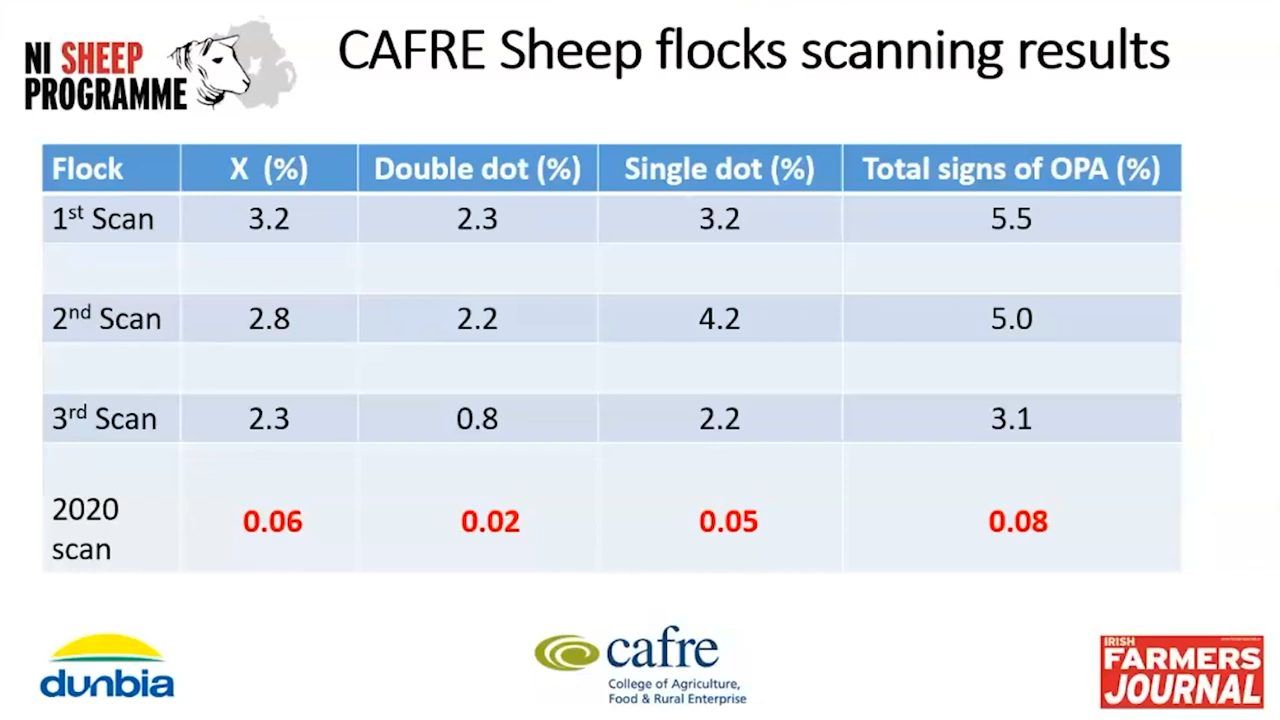 NI SHEEP
PROGRAMME
CAFRE Sheep flocks scanning results
Flock X (%) Double dot (%) Single dot (%) Total signs of OPA (%)
1st Scan 3.2 2.3 3.2 5.5
2nd Scan 2.8 2.2 4.2 5.0
3rd Scan 2.3 0.8 2.2 3.1
2020
scan 0.06 0.02 0.05 0.08
dunbia
cafre
College of Agriculture,
Food & Rural Enterprise
IRISH
FARMERS
JOURNAL